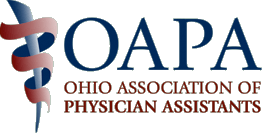 OAPA
OHIO ASSOCIATION OF
PHYSICIAN ASSISTANTS